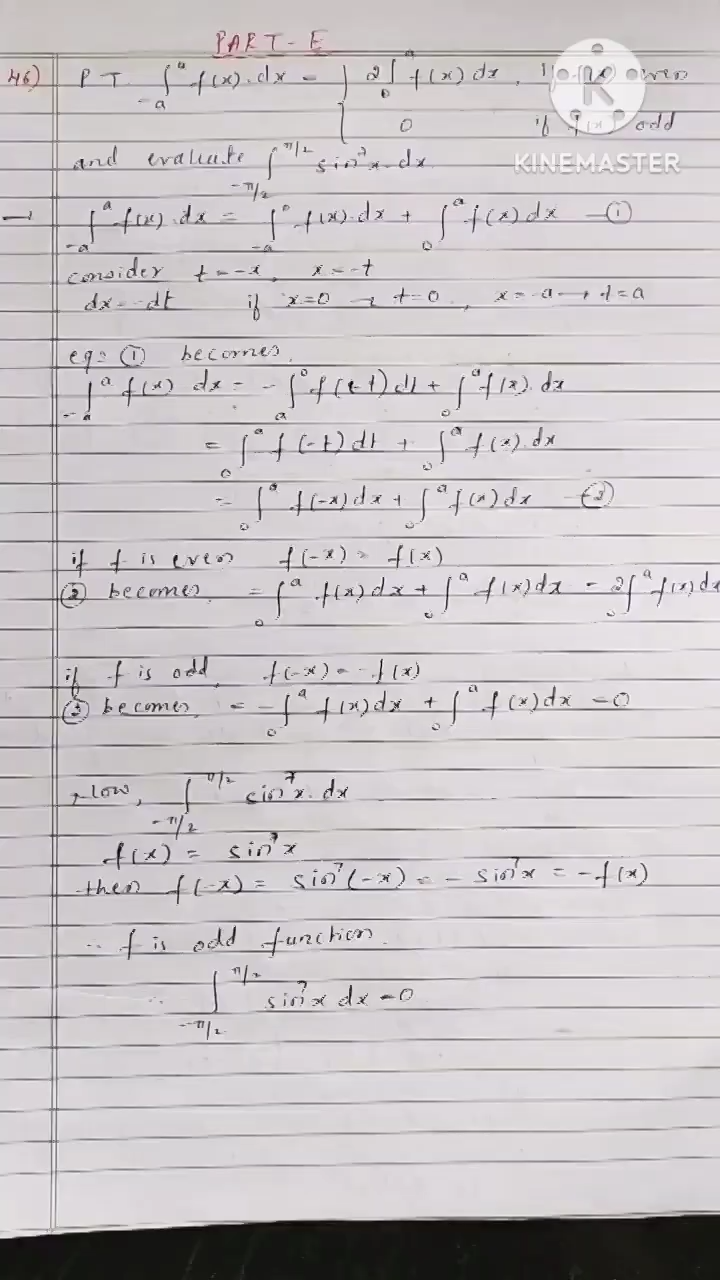 PART-E
46) P T. ∫_{-a}^{a} f(x).dx = { 2∫_{0}^{a} f(x) dx, if f(x) even
0 if f(x) odd
KINEMASTER
and evaluate ∫_{-π/2}^{π/2} sin⁷x.dx
→ ∫_{-a}^{a} f(x).dx = ∫_{-a}^{0} f(x).dx + ∫_{0}^{a} f(x)dx —①
consider t=-x, x=-t
dx=-dt if x=0 → t=0, x=-a → t=a
eqn ① becomes,
∫_{-a}^{a} f(x) dx = -∫_{a}^{0} f(-t)dt + ∫_{0}^{a} f(x).dx
= ∫_{0}^{a} f(-t)dt + ∫_{0}^{a} f(x).dx
= ∫_{0}^{a} f(-x)dx + ∫_{0}^{a} f(x)dx —②
if f is even f(-x) = f(x)
② becomes = ∫_{0}^{a} f(x)dx + ∫_{0}^{a} f(x)dx = 2∫_{0}^{a} f(x)dx
if f is odd, f(-x) = -f(x)
② becomes = -∫_{0}^{a} f(x)dx + ∫_{0}^{a} f(x)dx = 0
Now, ∫_{-π/2}^{π/2} sin⁷x.dx
f(x) = sin⁷x
then f(-x) = sin⁷(-x) = -sin⁷x = -f(x)
∴ f is odd function.
∴ ∫_{-π/2}^{π/2} sin⁷x dx = 0